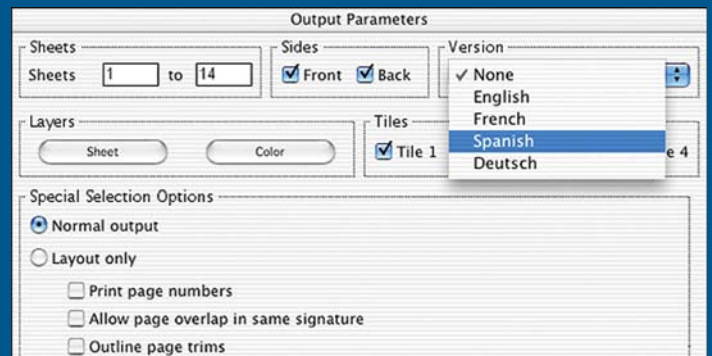 Output Parameters
Sheets
Sheets 1 to 14
Sides
Front Back
Version
None
English
French
Spanish
Deutsch
Layers
Sheet Color
Tiles
Tile 1
e 4
Special Selection Options
Normal output
Layout only
Print page numbers
Allow page overlap in same signature
Outline page trims